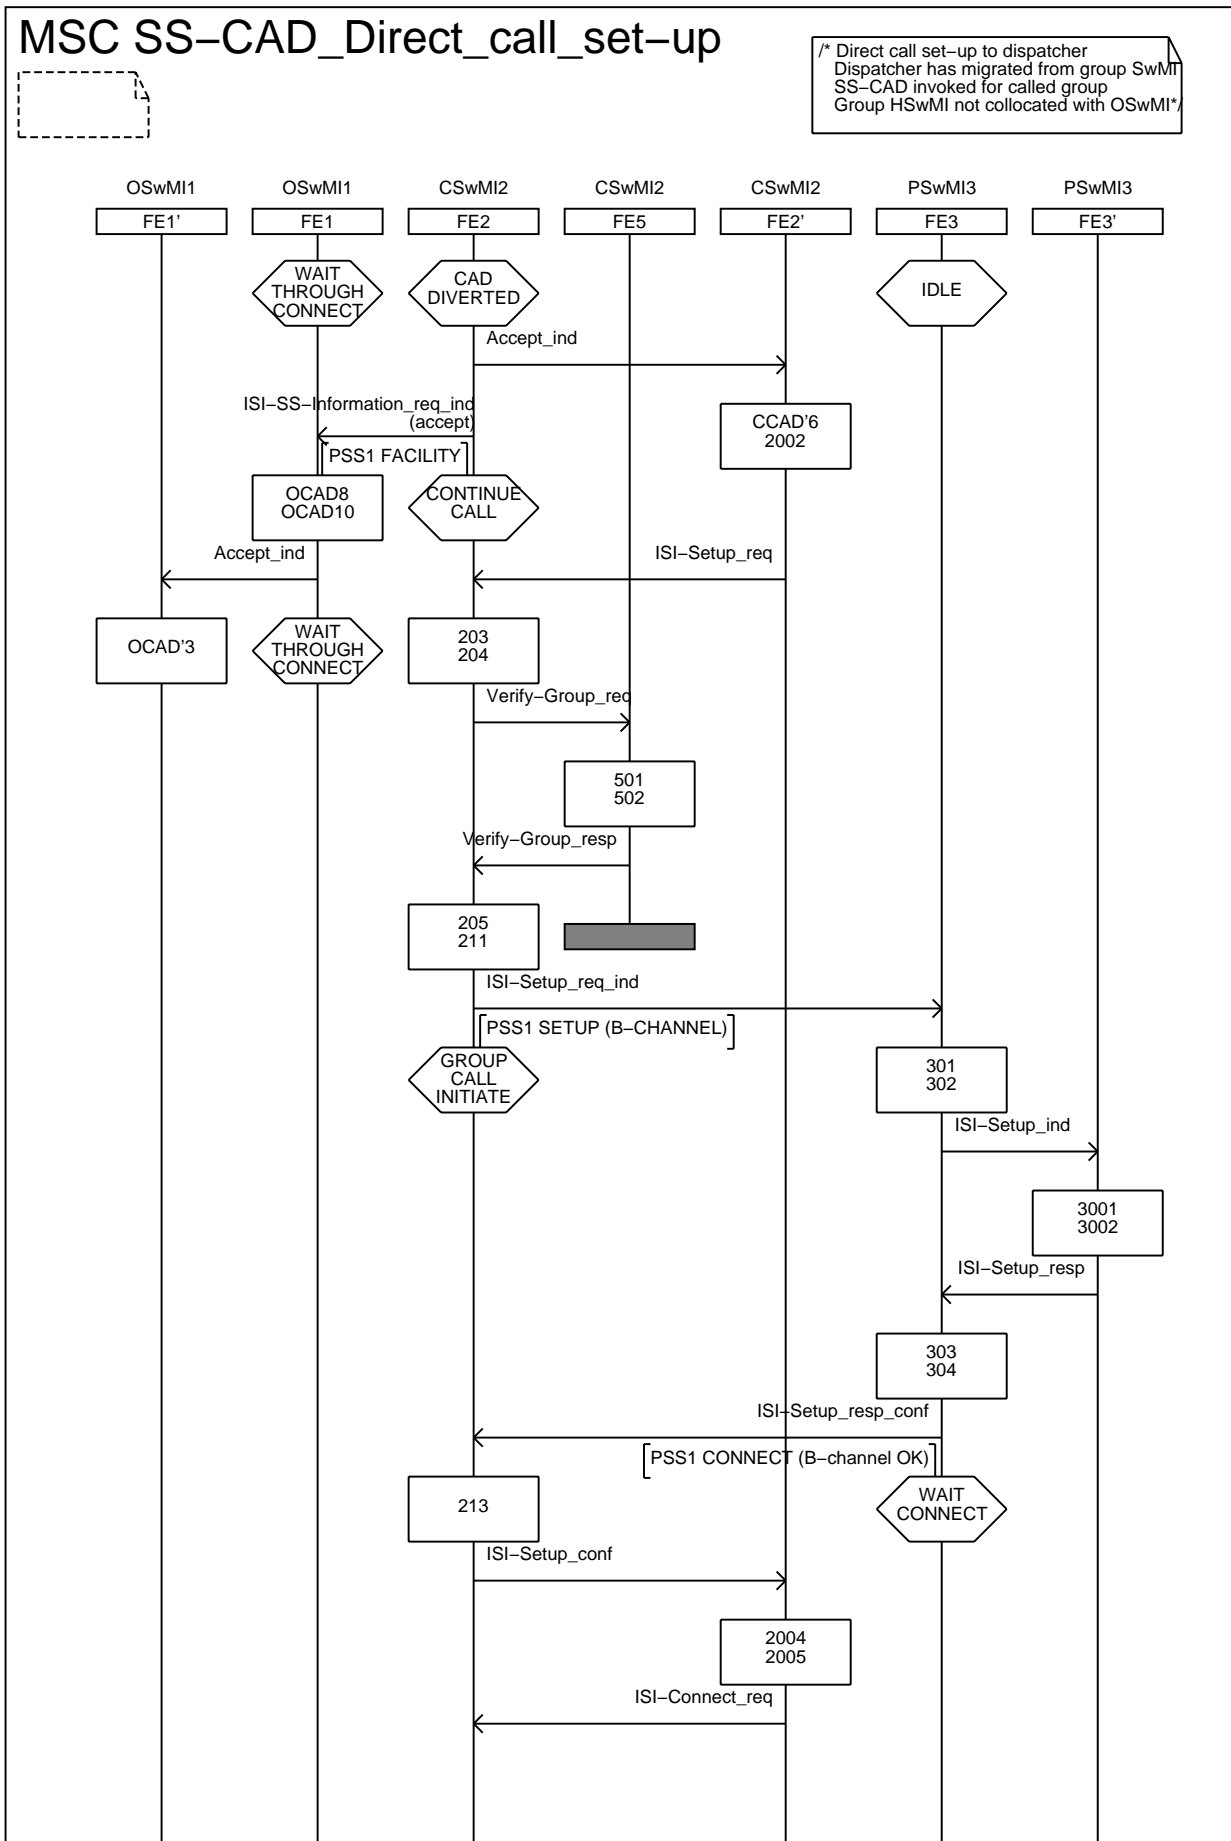 MSC SS−CAD_Direct_call_set−up
/* Direct call set−up to dispatcher
Dispatcher has migrated from group SwMI
SS−CAD invoked for called group
Group HSwMI not collocated with OSwMI*/
OSwMI1 OSwMI1 CSwMI2 CSwMI2 CSwMI2 PSwMI3 PSwMI3
FE1' FE1 FE2 FE5 FE2' FE3 FE3'
WAIT
THROUGH
CONNECT
CAD
DIVERTED
IDLE
Accept_ind
ISI−SS−Information_req_ind
(accept)
CCAD'6
2002
PSS1 FACILITY
OCAD8
OCAD10
CONTINUE
CALL
Accept_ind
ISI−Setup_req
OCAD'3
WAIT
THROUGH
CONNECT
203
204
Verify−Group_req
501
502
Verify−Group_resp
205
211
ISI−Setup_req_ind
PSS1 SETUP (B−CHANNEL)
GROUP
CALL
INITIATE
301
302
ISI−Setup_ind
3001
3002
ISI−Setup_resp
303
304
ISI−Setup_resp_conf
PSS1 CONNECT (B−channel OK)
213
WAIT
CONNECT
ISI−Setup_conf
2004
2005
ISI−Connect_req